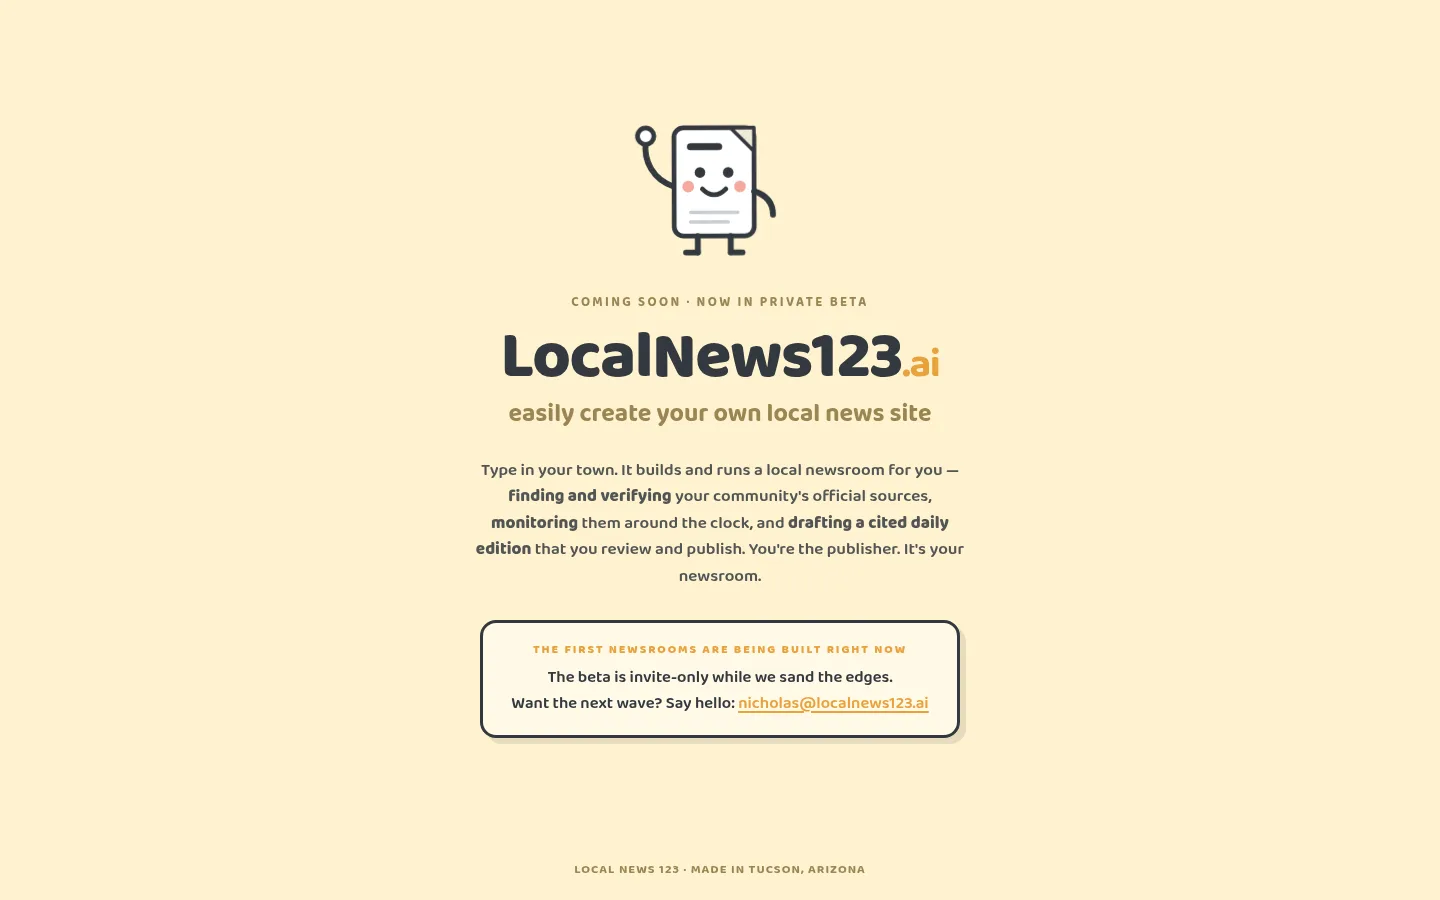 COMING SOON · NOW IN PRIVATE BETA
LocalNews123.ai
easily create your own local news site
Type in your town. It builds and runs a local newsroom for you —
finding and verifying your community's official sources,
monitoring them around the clock, and drafting a cited daily
edition that you review and publish. You're the publisher. It's your
newsroom.
THE FIRST NEWSROOMS ARE BEING BUILT RIGHT NOW
The beta is invite-only while we sand the edges.
Want the next wave? Say hello: nicholas@localnews123.ai
LOCAL NEWS 123 · MADE IN TUCSON, ARIZONA